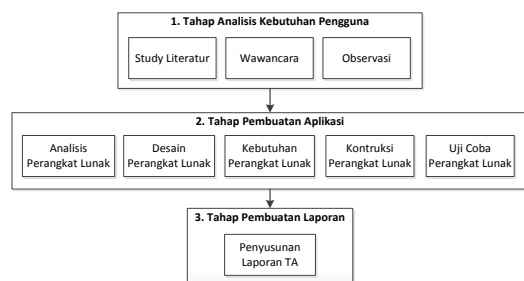 1. Tahap Analisis Kebutuhan Pengguna
Study Literatur
Wawancara
Observasi
2. Tahap Pembuatan Aplikasi
Analisis
Perangkat Lunak
Desain
Perangkat Lunak
Kebutuhan
Perangkat Lunak
Kontruksi
Perangkat Lunak
Uji Coba
Perangkat Lunak
3. Tahap Pembuatan Laporan
Penyusunan
Laporan TA